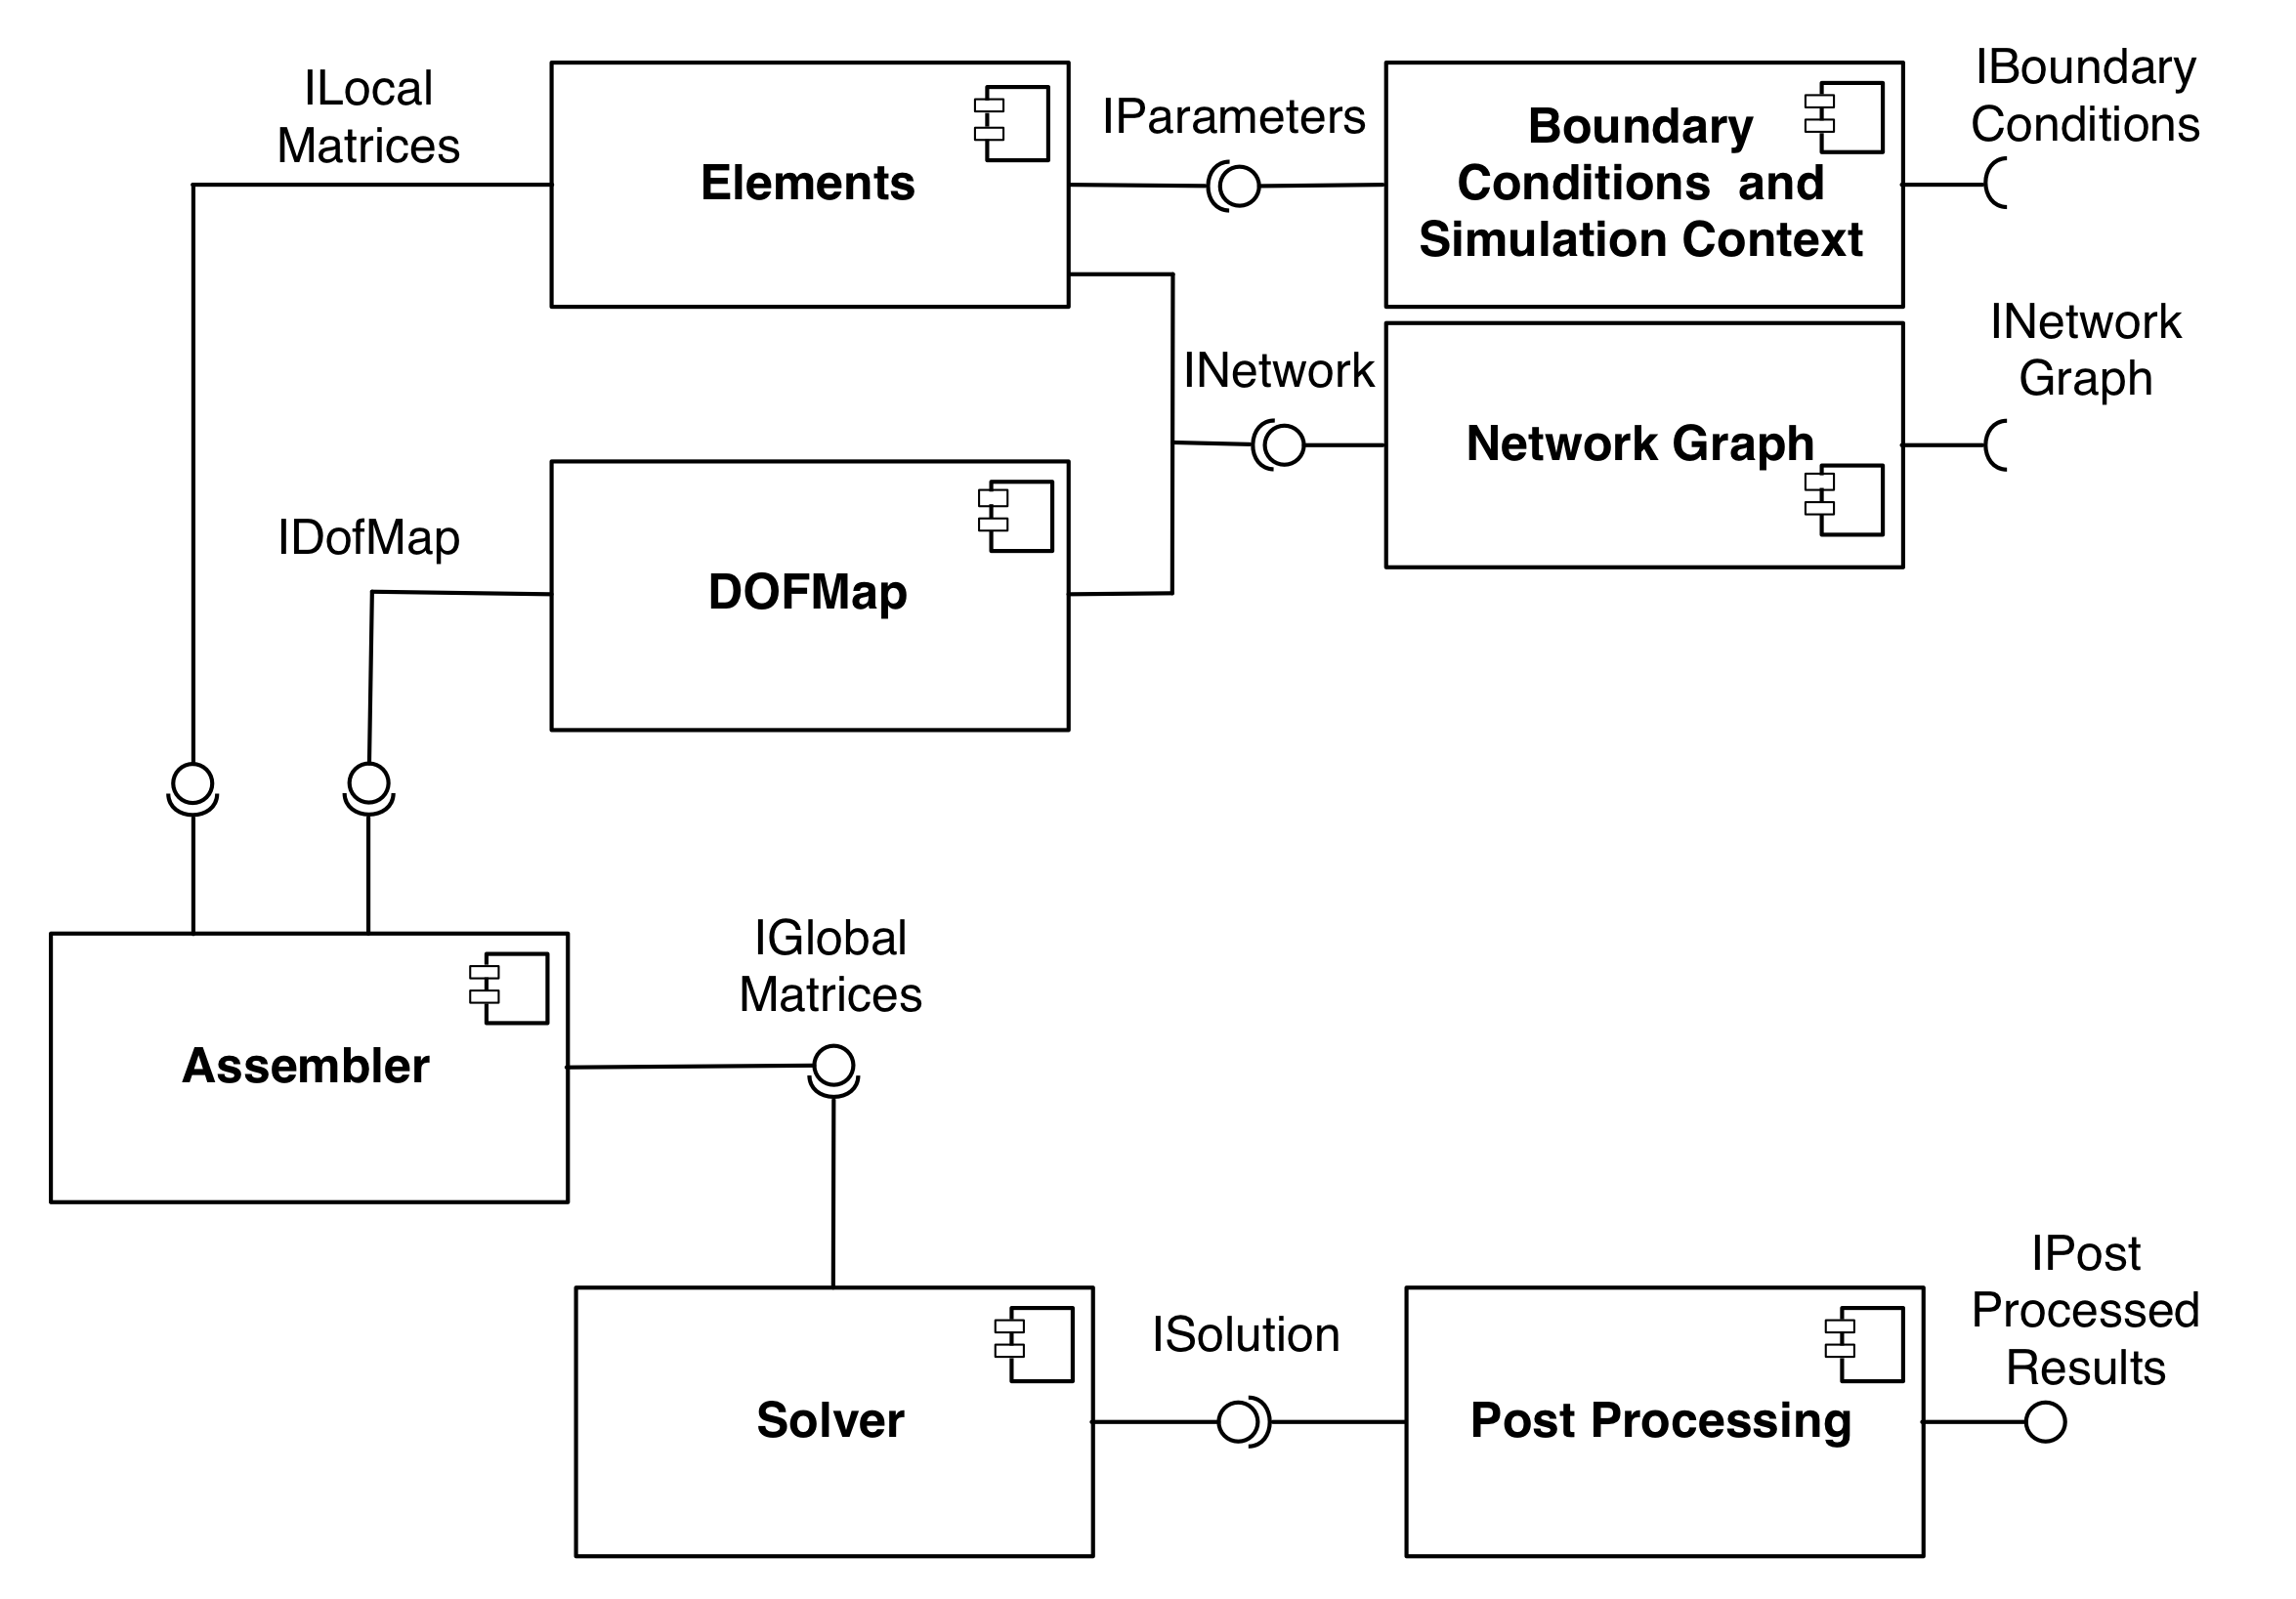 ILocal
Matrices
Elements
IParameters
Boundary
Conditions and
Simulation Context
IBoundary
Conditions
INetwork
Network Graph
INetwork
Graph
IDofMap
DOFMap
Assembler
IGlobal
Matrices
Solver
ISolution
Post Processing
IPost
Processed
Results